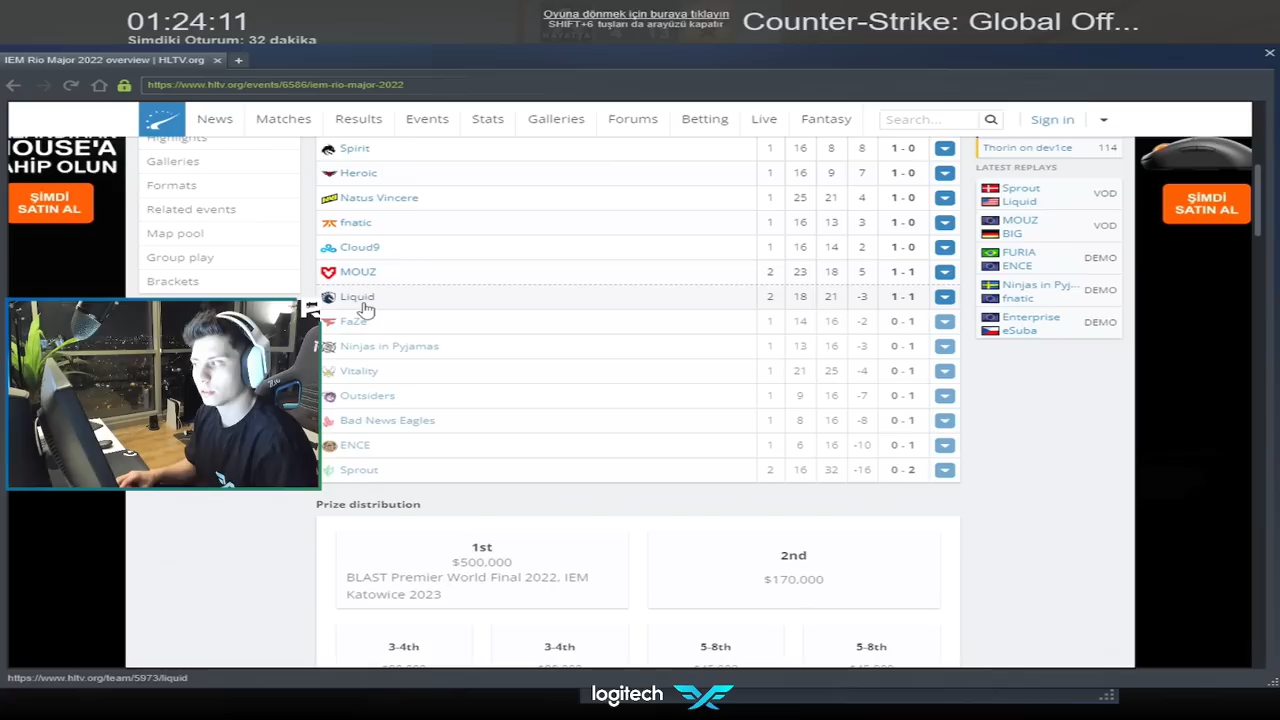 01:24:11
Şimdiki Oturum: 32 dakika
Oyuna dönmek için buraya tıklayın
SHIFT+6 tuşları da arayüzü kapatır
Counter-Strike: Global Off...
IEM Rio Major 2022 overview | HLTV.org
https://www.hltv.org/events/6586/iem-rio-major-2022
News
Matches
Results
Events
Stats
Galleries
Forums
Betting
Live
Fantasy
Search...
Sign in
HOUSE'A
AHİP OLUN
ŞİMDİ
SATIN AL
Highlights
Galleries
Formats
Related events
Map pool
Group play
Brackets
Spirit 1 16 8 8 1 - 0
Heroic 1 16 9 7 1 - 0
Natus Vincere 1 25 21 4 1 - 0
fnatic 1 16 13 3 1 - 0
Cloud9 1 16 14 2 1 - 0
MOUZ 2 23 18 5 1 - 1
Liquid 2 18 21 -3 1 - 1
FaZe 1 14 16 -2 0 - 1
Ninjas in Pyjamas 1 13 16 -3 0 - 1
Vitality 1 21 25 -4 0 - 1
Outsiders 1 9 16 -7 0 - 1
Bad News Eagles 1 8 16 -8 0 - 1
ENCE 1 6 16 -10 0 - 1
Sprout 2 16 32 -16 0 - 2
Prize distribution
1st
$500,000
BLAST Premier World Final 2022, IEM
Katowice 2023
2nd
$170,000
3-4th
3-4th
5-8th
5-8th
Thorin on dev1ce 114
LATEST REPLAYS
Sprout
Liquid
VOD
MOUZ
BIG
VOD
FURIA
ENCE
DEMO
Ninjas in Pyj...
fnatic
DEMO
Enterprise
eSuba
DEMO
ŞİMDİ
SATIN AL
https://www.hltv.org/team/5973/liquid
logitech